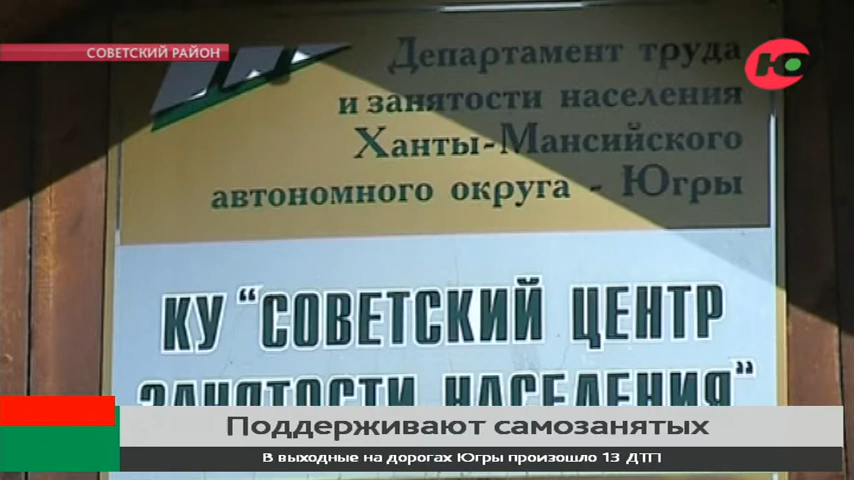 СОВЕТСКИЙ РАЙОН
Ю
Департамент труда
и занятости населения
Ханты-Мансийского
автономного округа - Югры
КУ “СОВЕТСКИЙ ЦЕНТР
ЗАНЯТОСТИ НАСЕЛЕНИЯ”
Поддерживают самозанятых
В выходные на дорогах Югры произошло 13 ДТП